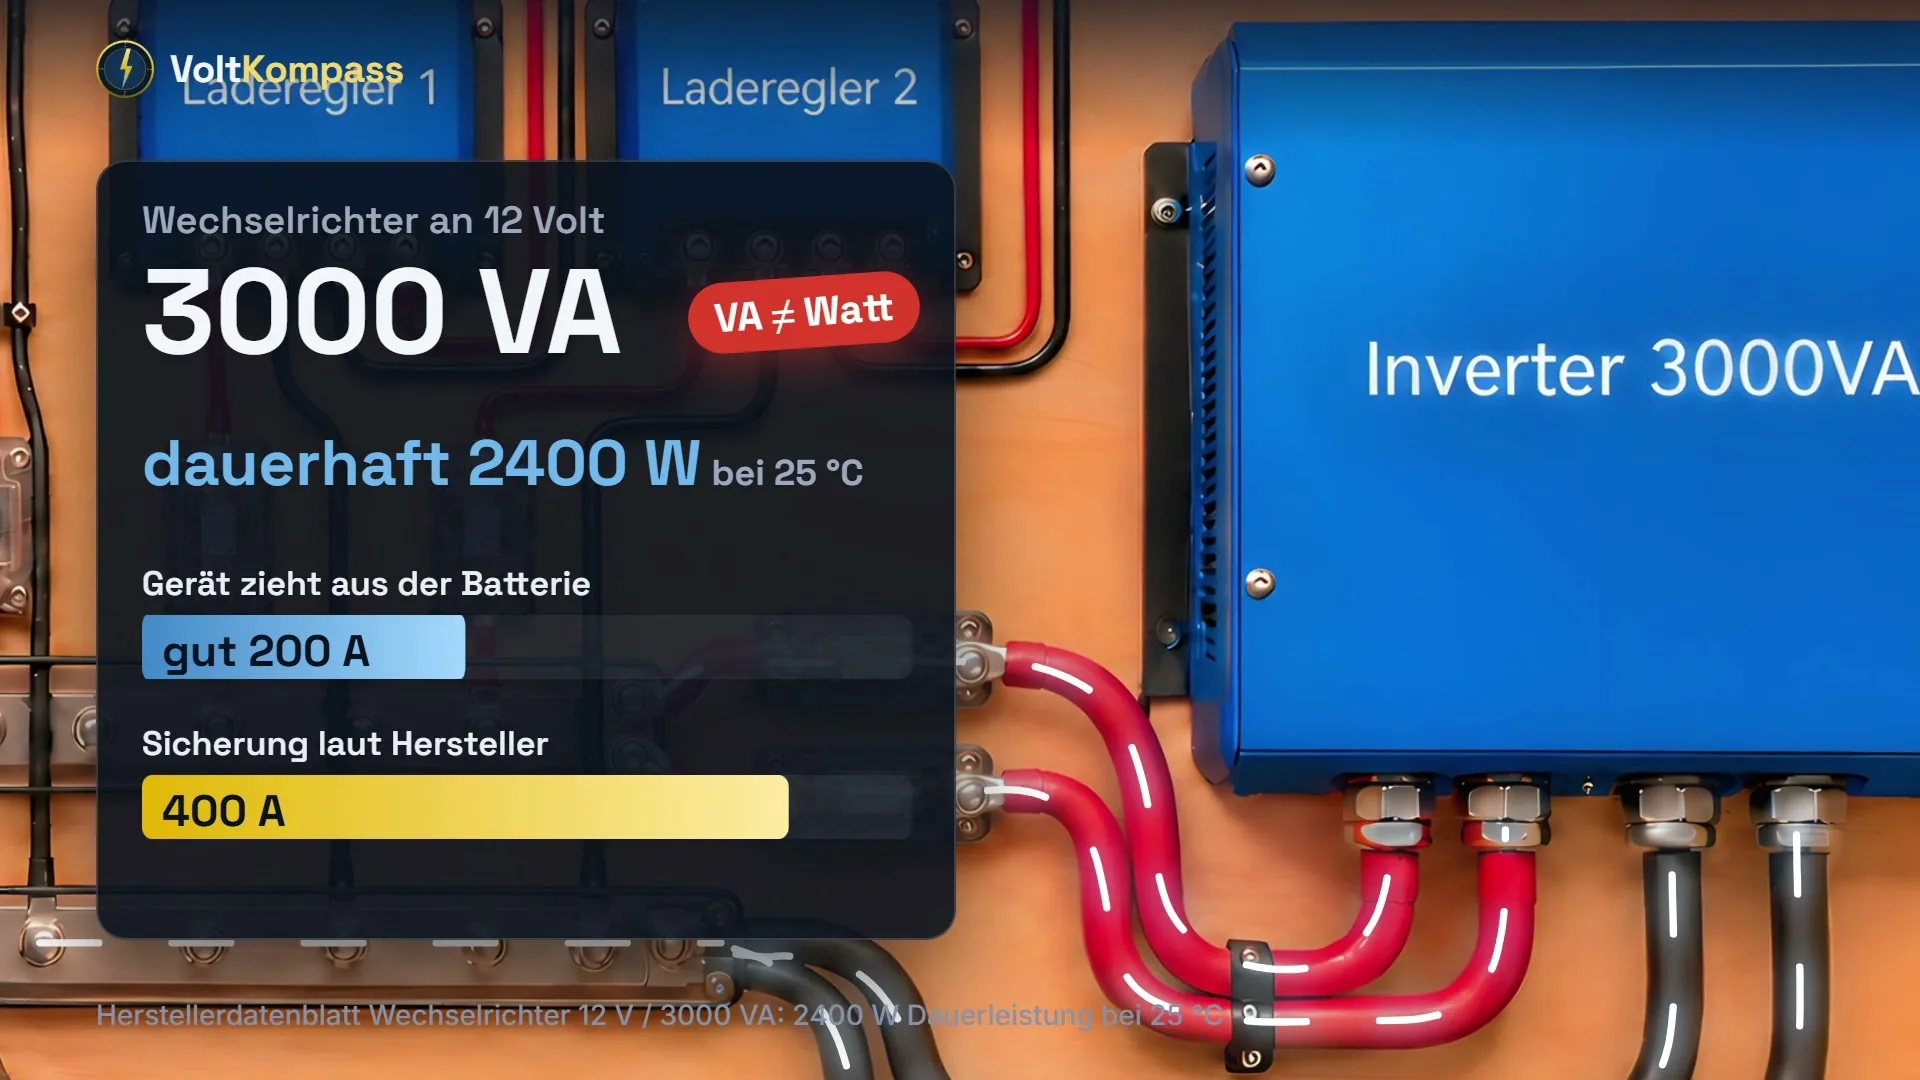 VoltKompass
Laderegler 1
Laderegler 2
Wechselrichter an 12 Volt
3000 VA
VA ≠ Watt
dauerhaft 2400 W bei 25 °C
Gerät zieht aus der Batterie
gut 200 A
Sicherung laut Hersteller
400 A
Inverter 3000VA
Herstellerdatenblatt Wechselrichter 12 V / 3000 VA: 2400 W Dauerleistung bei 25 °C